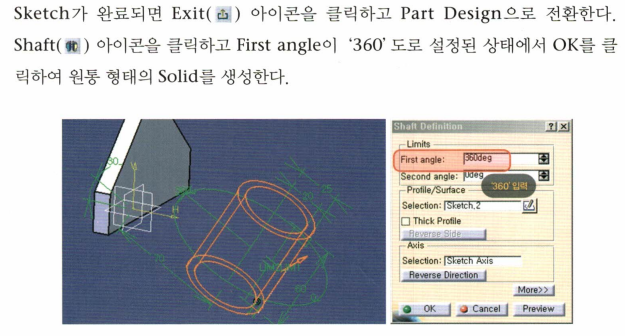 Sketch가 완료되면 Exit( ) 아이콘을 클릭하고 Part Design으로 전환한다.
Shaft( ) 아이콘을 클릭하고 First angle이 ‘360’ 도로 설정된 상태에서 OK를 클
릭하여 원통 형태의 Solid를 생성한다.
Shaft Definition
Limits
First angle: 360deg
Second angle: 0deg
'360' 입력
Profile/Surface
Selection: Sketch.2
Thick Profile
Reverse Side
Axis
Selection: Sketch Axis
Reverse Direction
More>>
OK Cancel Preview
30
V
H
25
20
60